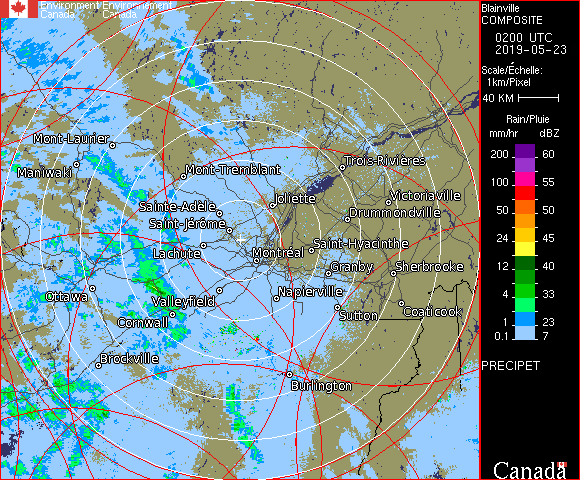 Environment Environnement
Canada Canada
Blainville
COMPOSITE
0200 UTC
2019-05-23
Scale/Échelle:
1km/Pixel
40 KM
Rain/Pluie
mm/hr dBZ
200 60
100 55
50 50
24 45
12 40
4 33
1 23
0.1 7
PRECIPET
Mont-Laurier
Maniwaki
Mont-Tremblant
Trois-Rivières
Sainte-Adèle
Joliette
Victoriaville
Drummondville
Saint-Jérôme
Lachute
Montréal
Saint-Hyacinthe
Granby
Sherbrooke
Ottawa
Valleyfield
Napierville
Cornwall
Sutton
Coaticook
Brockville
Burlington
Canada